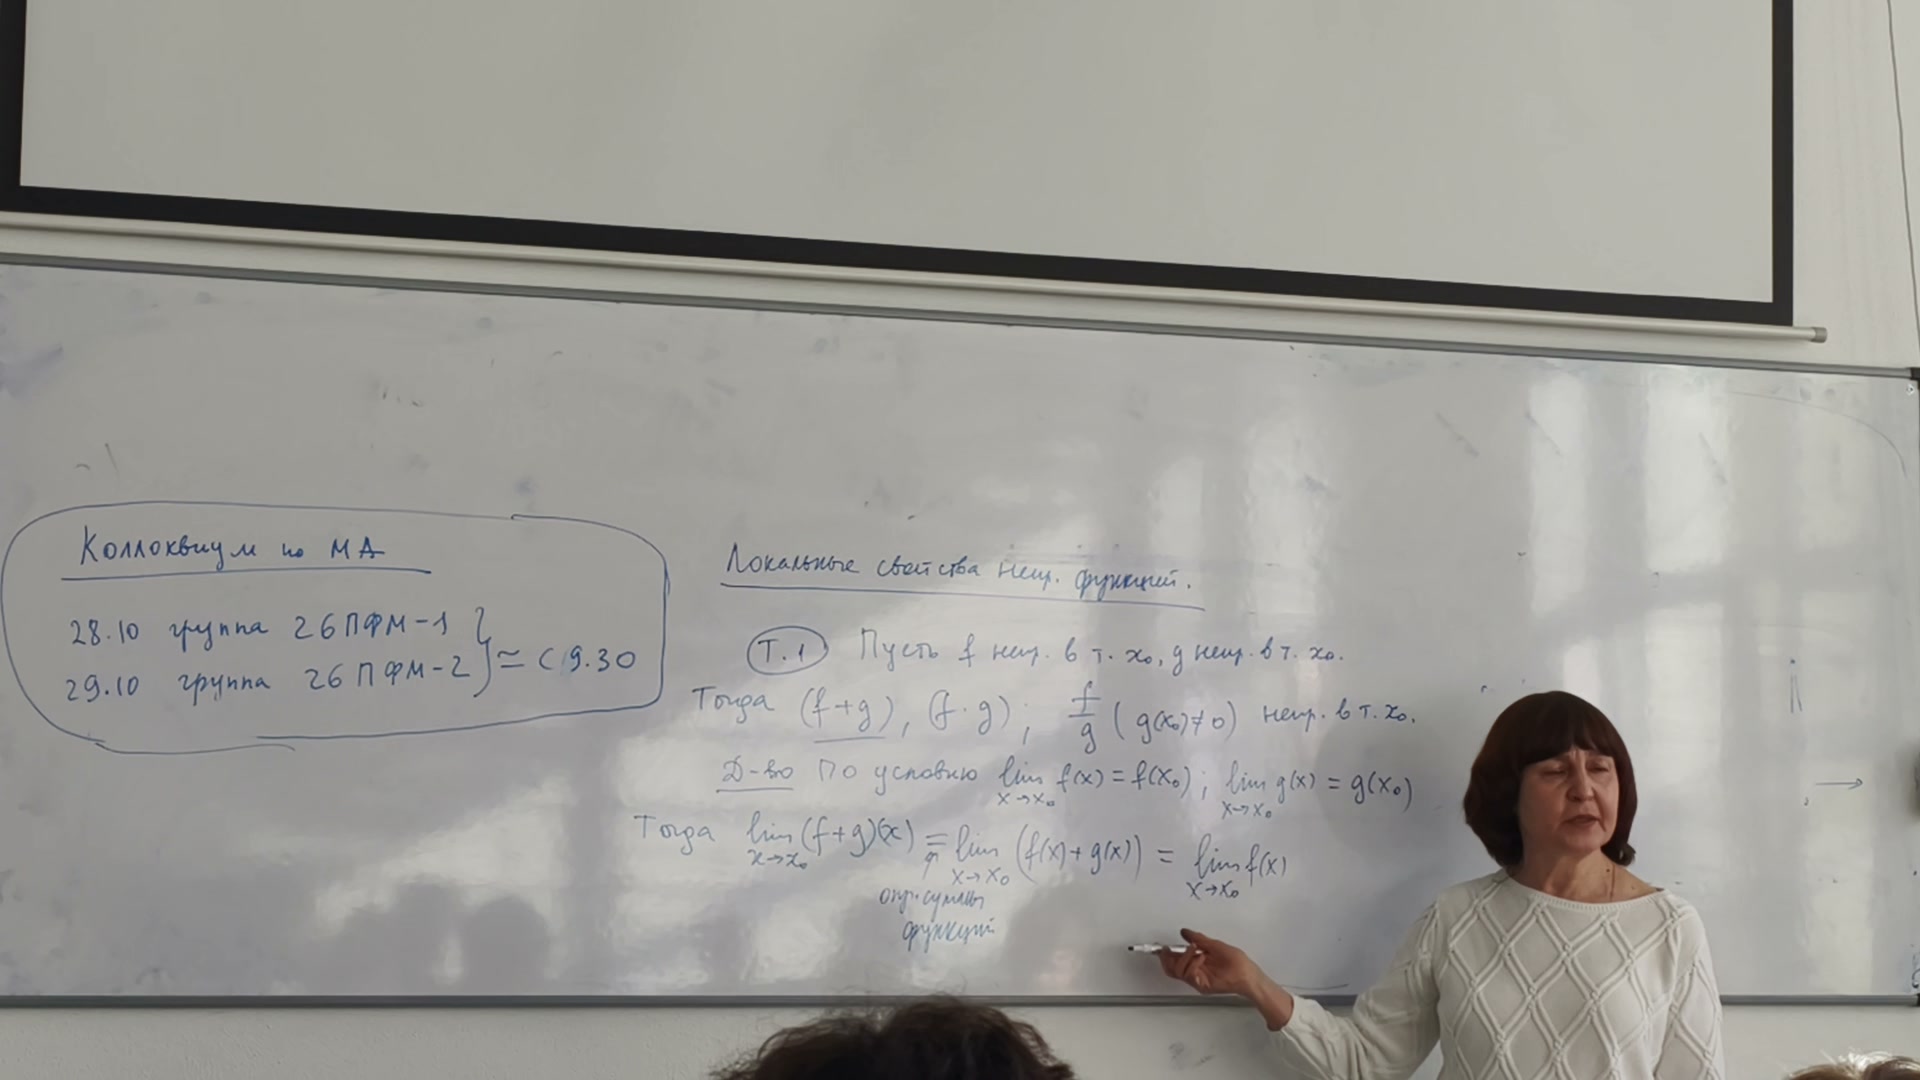 Коллоквиум по МА
28.10 группа 26ПФМ-1
29.10 группа 26ПФМ-2 } ≃ с 9.30
Локальные свойства непр. функций.
Т.1 Пусть f непр. в т. x₀, g непр. в т. x₀.
Тогда (f+g), (f·g); f/g (g(x₀)≠0) непр. в т. x₀.
Д-во По условию lim x→x₀ f(x) = f(x₀); lim x→x₀ g(x) = g(x₀)
Тогда lim x→x₀ (f+g)(x) = lim x→x₀ (f(x)+g(x)) = lim x→x₀ f(x)
опр. суммы
функций